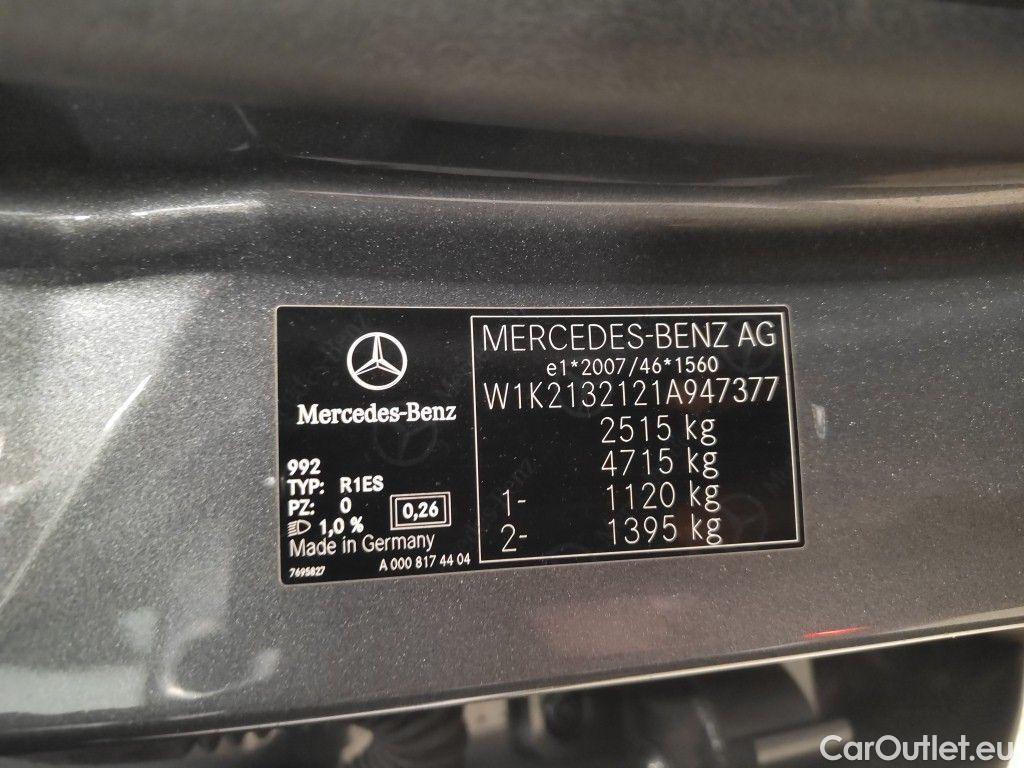 Mercedes-Benz
992
TYP: R1ES
PZ: 0
1,0 %
0,26
Made in Germany
7695827
A 000 817 44 04
MERCEDES-BENZ AG
e1*2007/46*1560
W1K2132121A947377
2515 kg
4715 kg
1- 1120 kg
2- 1395 kg
CarOutlet.eu